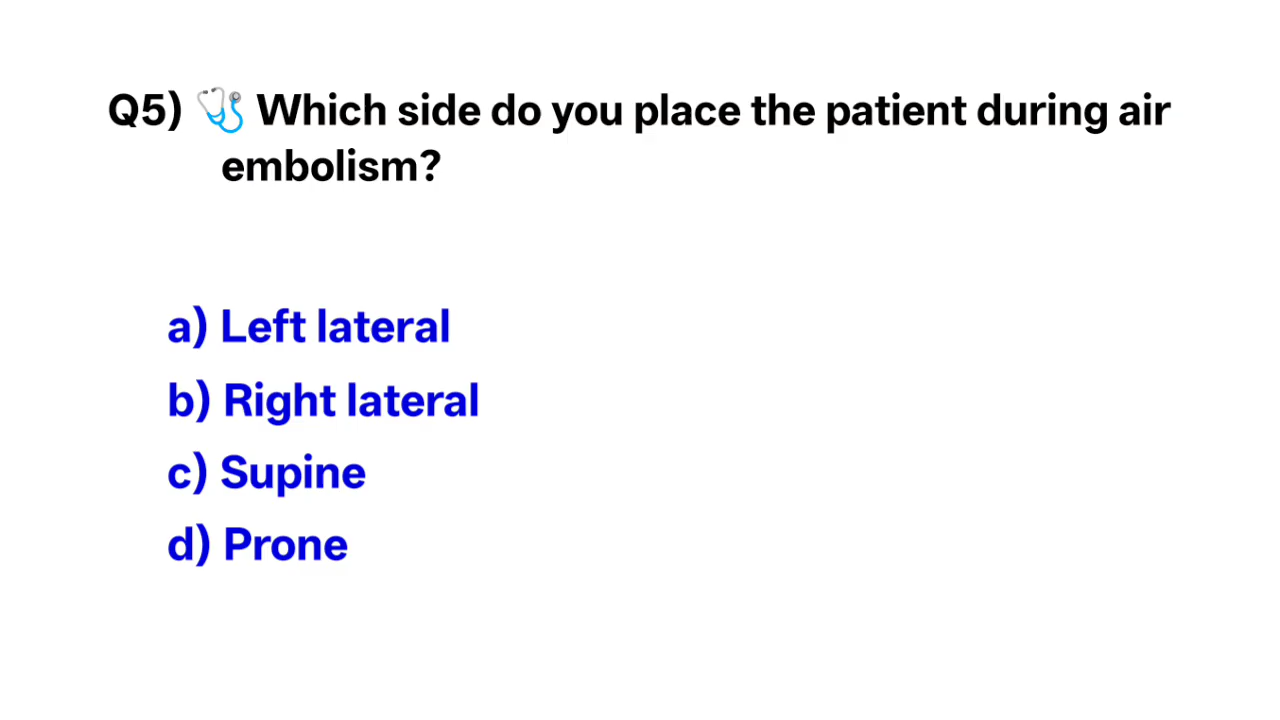 Q5) 🩺 Which side do you place the patient during air
embolism?
a) Left lateral
b) Right lateral
c) Supine
d) Prone